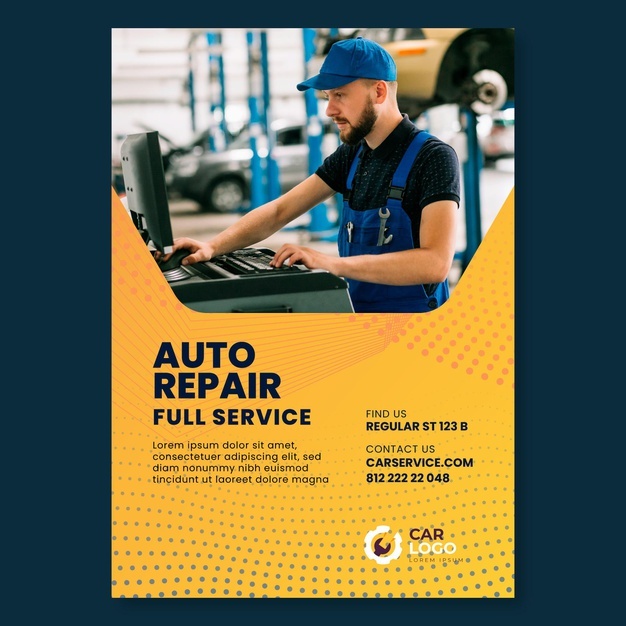 AUTO
REPAIR
FULL SERVICE
Lorem ipsum dolor sit amet,
consectetuer adipiscing elit, sed
diam nonummy nibh euismod
tincidunt ut laoreet dolore magna
FIND US
REGULAR ST 123 B
CONTACT US
CARSERVICE.COM
812 222 22 048
CAR
LOGO
LOREM IPSUM